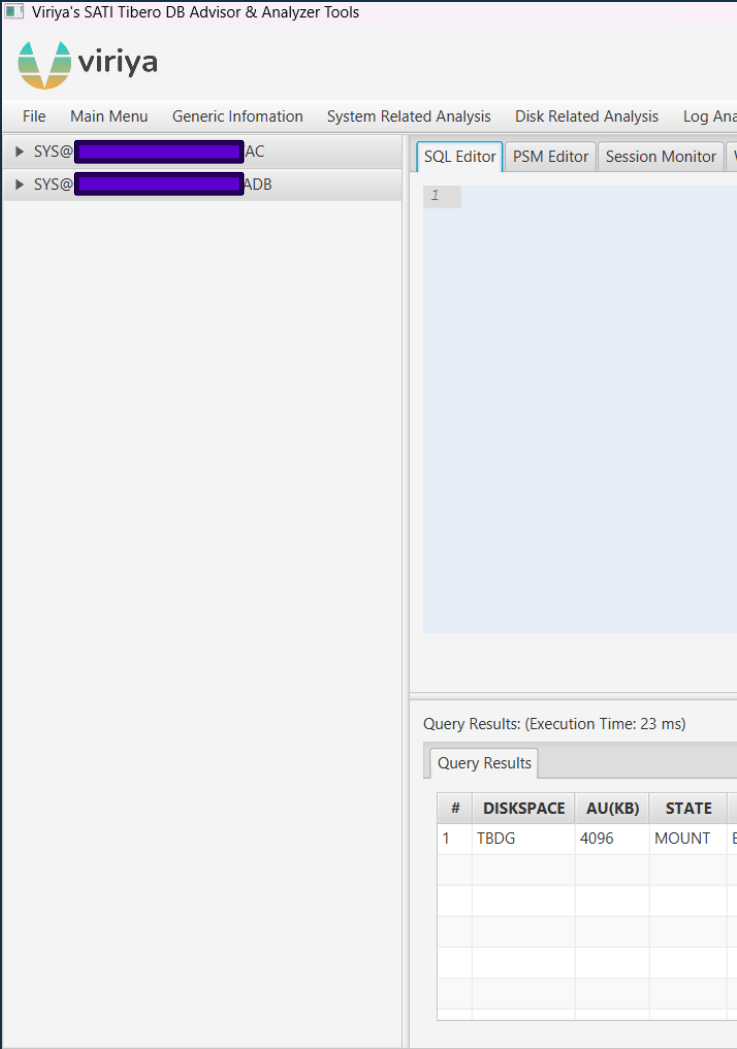 Viriya's SATI Tibero DB Advisor & Analyzer Tools
viriya
File Main Menu Generic Infomation System Related Analysis Disk Related Analysis Log Ana
SYS@ AC
SYS@ ADB
SQL Editor PSM Editor Session Monitor
1
Query Results: (Execution Time: 23 ms)
Query Results
# DISKSPACE AU(KB) STATE
1 TBDG 4096 MOUNT